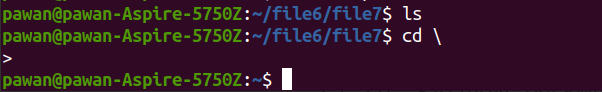 pawan@pawan-Aspire-5750Z:~/file6/file7$ ls
pawan@pawan-Aspire-5750Z:~/file6/file7$ cd \
>
pawan@pawan-Aspire-5750Z:~$